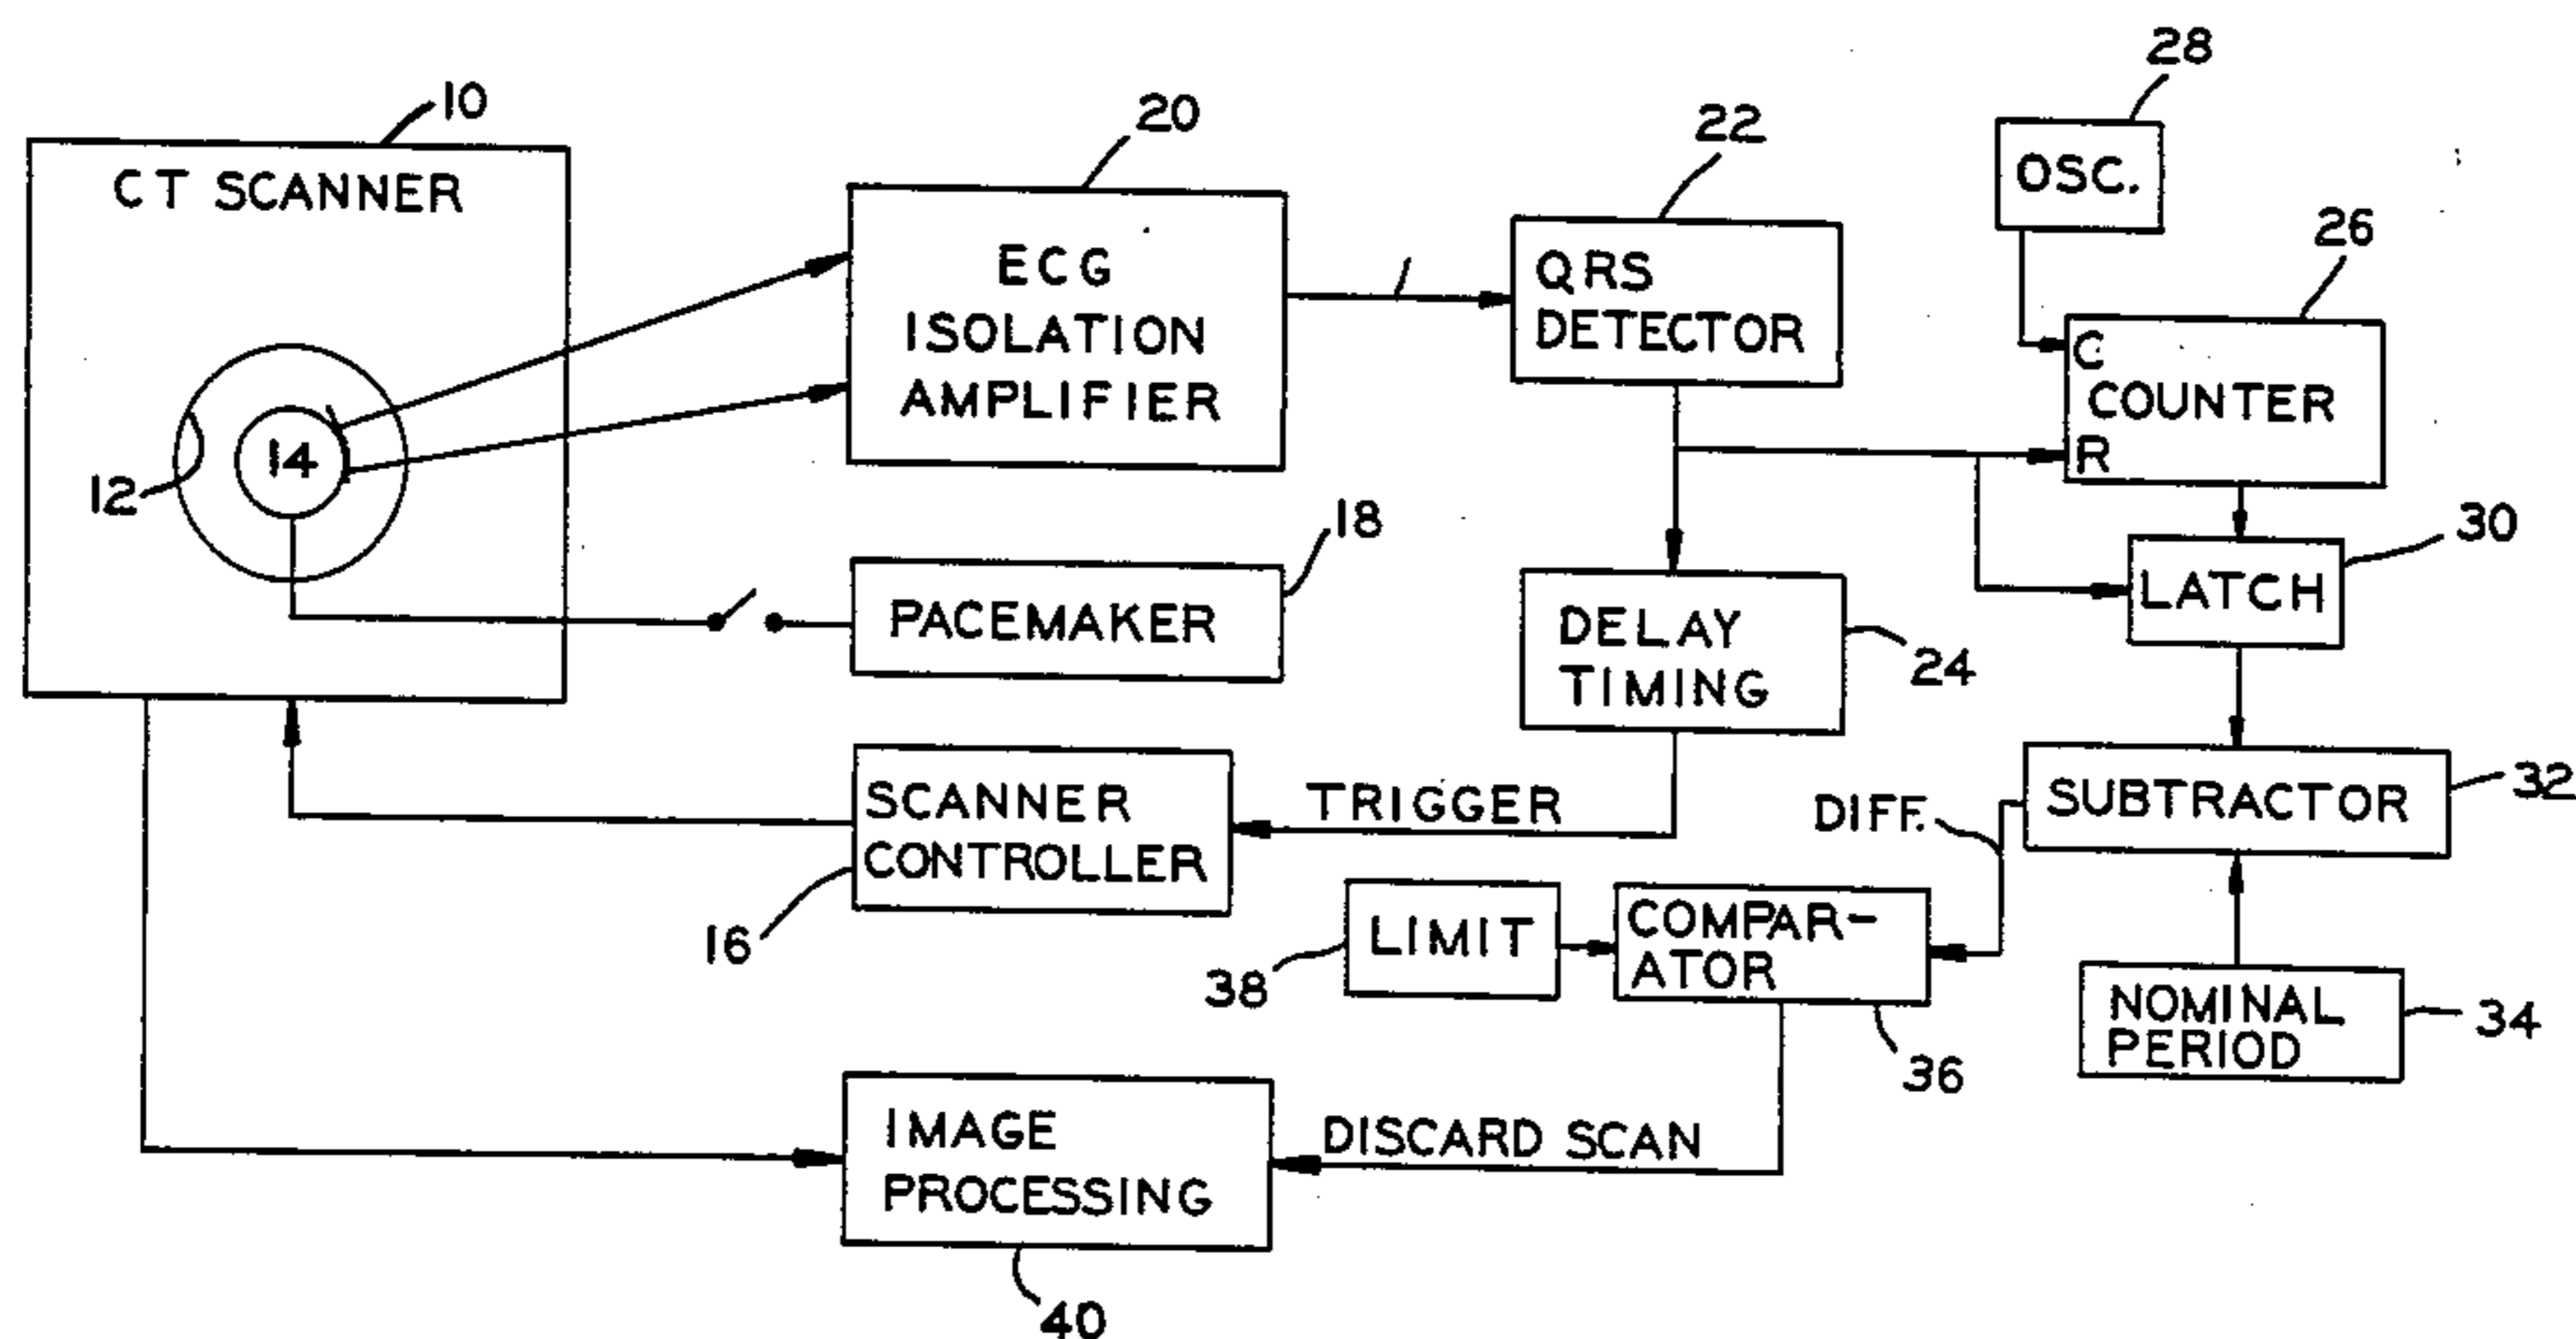 28
10
20
22
CT SCANNER
OSC.
26
ECG
ISOLATION
AMPLIFIER
QRS
DETECTOR
C
COUNTER
R
14
12
18
30
PACEMAKER
DELAY
TIMING
LATCH
24
SCANNER
CONTROLLER
TRIGGER
DIFF.
SUBTRACTOR
32
16
38
LIMIT
COMPAR-
ATOR
36
NOMINAL
PERIOD
34
IMAGE
PROCESSING
DISCARD SCAN
40